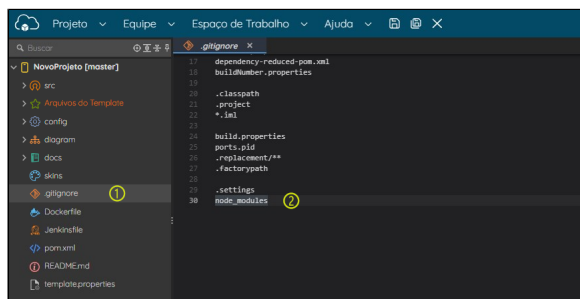 Projeto Equipe Espaço de Trabalho Ajuda
Buscar
.gitignore ×
NovoProjeto [master]
src
Arquivos do Template
config
diagram
docs
skins
.gitignore 1
Dockerfile
Jenkinsfile
pom.xml
README.md
template.properties
17 dependency-reduced-pom.xml
18 buildNumber.properties
19
20 .classpath
21 .project
22 *.iml
23
24 build.properties
25 ports.pid
26 .replacement/**
27 .factorypath
28
29 .settings
30 node_modules 2